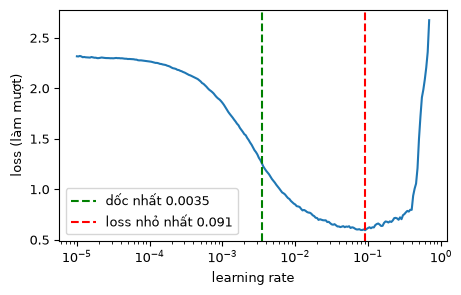 loss (làm mượt)
2.5
2.0
1.5
1.0
0.5
dốc nhất 0.0035
loss nhỏ nhất 0.091
10⁻⁵ 10⁻⁴ 10⁻³ 10⁻² 10⁻¹ 10⁰
learning rate